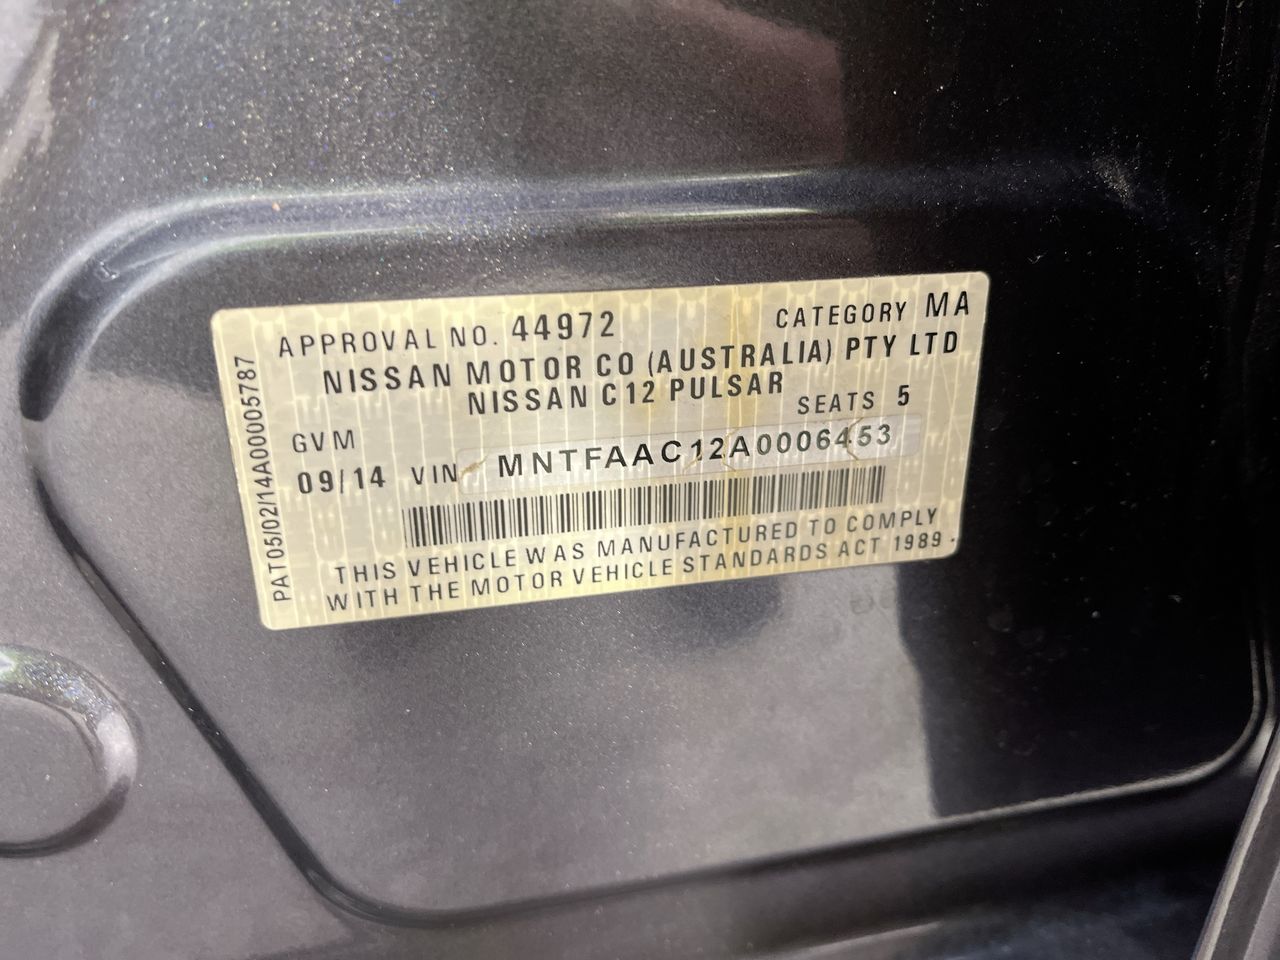 APPROVAL NO. 44972 CATEGORY MA
NISSAN MOTOR CO (AUSTRALIA) PTY LTD
NISSAN C12 PULSAR
SEATS 5
GVM
09/14 VIN MNTFAAC12A0006453
THIS VEHICLE WAS MANUFACTURED TO COMPLY
WITH THE MOTOR VEHICLE STANDARDS ACT 1989.
PAT05/02/14A00005787